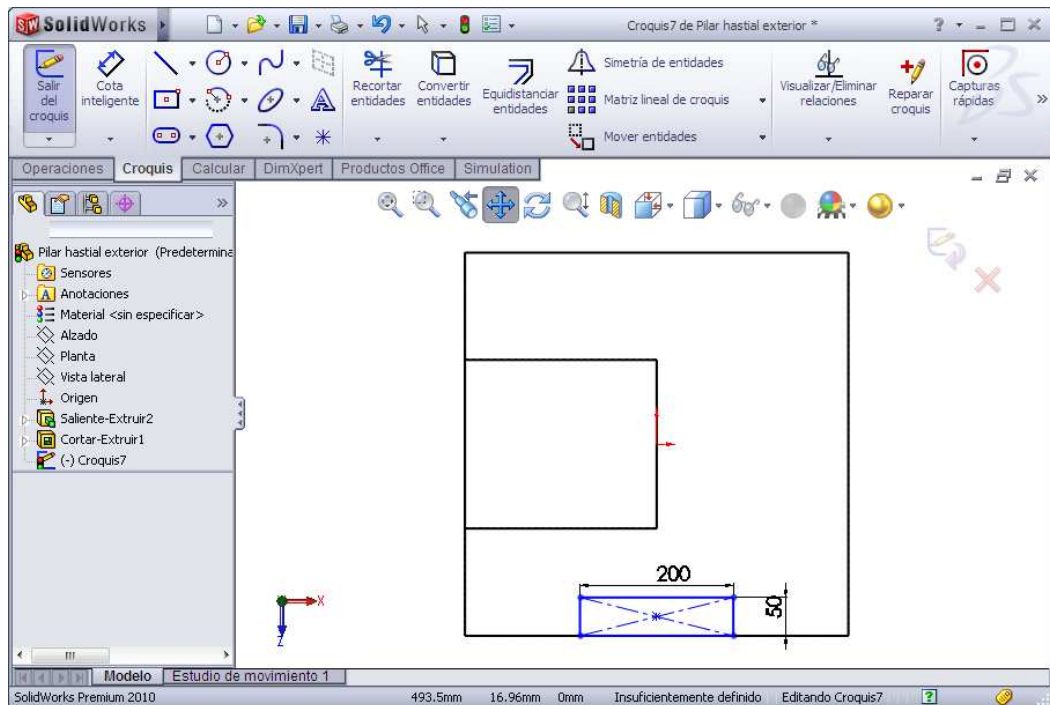 SolidWorks
Croquis7 de Pilar hastial exterior *
?
Salir del croquis
Cota inteligente
Recortar entidades
Convertir entidades
Equidistanciar entidades
Simetría de entidades
Matriz lineal de croquis
Mover entidades
Visualizar/Eliminar relaciones
Reparar croquis
Capturas rápidas
»
Operaciones Croquis Calcular DimXpert Productos Office Simulation
»
Pilar hastial exterior (Predetermina
Sensores
Anotaciones
Material <sin especificar>
Alzado
Planta
Vista lateral
Origen
Saliente-Extruir2
Cortar-Extruir1
(-) Croquis7
200
50
X
Z
Modelo Estudio de movimiento 1
SolidWorks Premium 2010 493.5mm 16.96mm 0mm Insuficientemente definido Editando Croquis7 ?